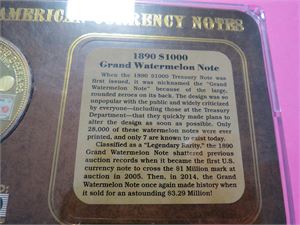 AMERICAN CURRENCY NOTES
1890 $1000
Grand Watermelon Note
When the 1890 $1000 Treasury Note was
first issued, it was nicknamed the "Grand
Watermelon Note" because of the large,
rounded zeroes on its back. The design was so
unpopular with the public and widely criticized
by everyone—including those at the Treasury
Department—that they quickly made plans to
alter the design as soon as possible. Only
28,000 of these watermelon notes were ever
printed, and only 7 are known to exist today.
Classified as a "Legendary Rarity," the 1890
Grand Watermelon Note shattered previous
auction records when it became the first U.S.
currency note to cross the $1 Million mark at
auction in 2005. Then, in 2014, the Grand
Watermelon Note once again made history when
it sold for an astounding $3.29 Million!